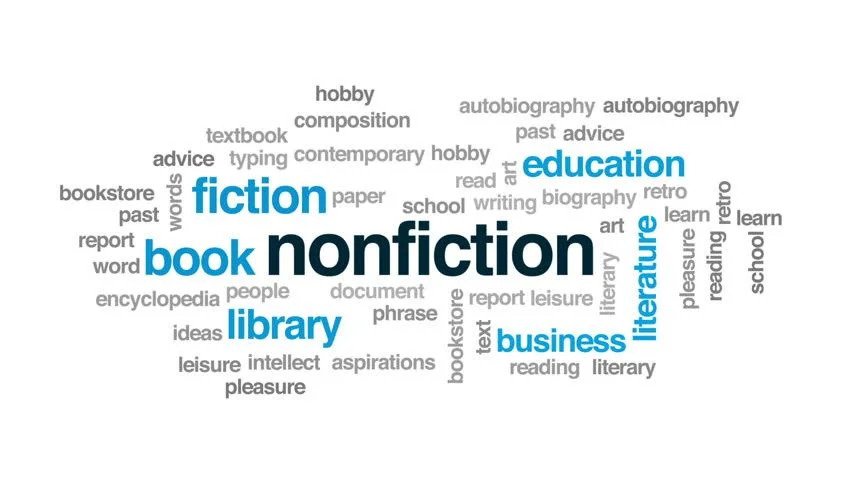 hobby
autobiography autobiography
composition
textbook
past advice
advice typing contemporary hobby
education
art
read
bookstore
words
fiction
paper
school
writing biography retro
retro
past
learn
learn
art
report
book
nonfiction
literature
pleasure
reading
school
word
literary
encyclopedia people document
report leisure
bookstore
phrase
ideas
library
text
business
leisure intellect aspirations
reading literary
pleasure